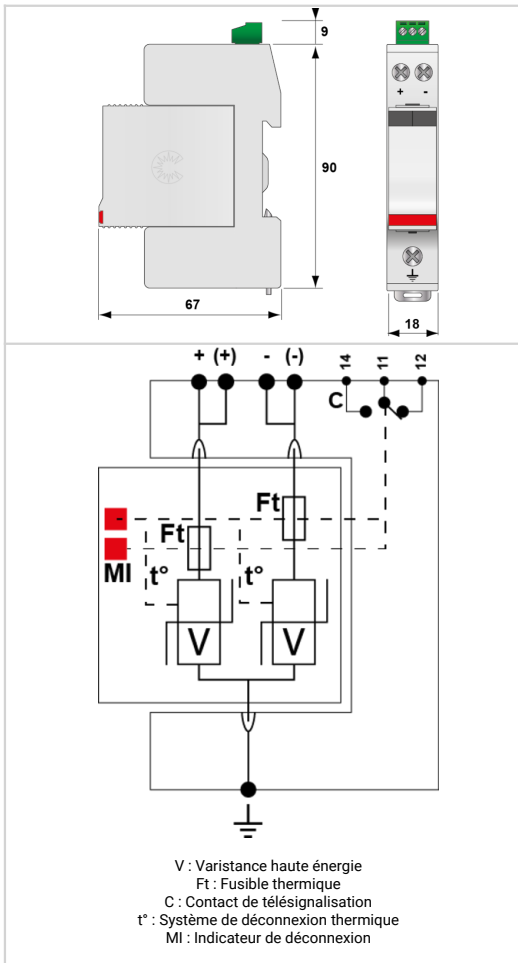 9
90
67
+ -
18
+ (+) - (-)
14 11 12
C
Ft
-
Ft
MI t° t°
V V
V : Varistance haute énergie
Ft : Fusible thermique
C : Contact de télésignalisation
t° : Système de déconnexion thermique
MI : Indicateur de déconnexion